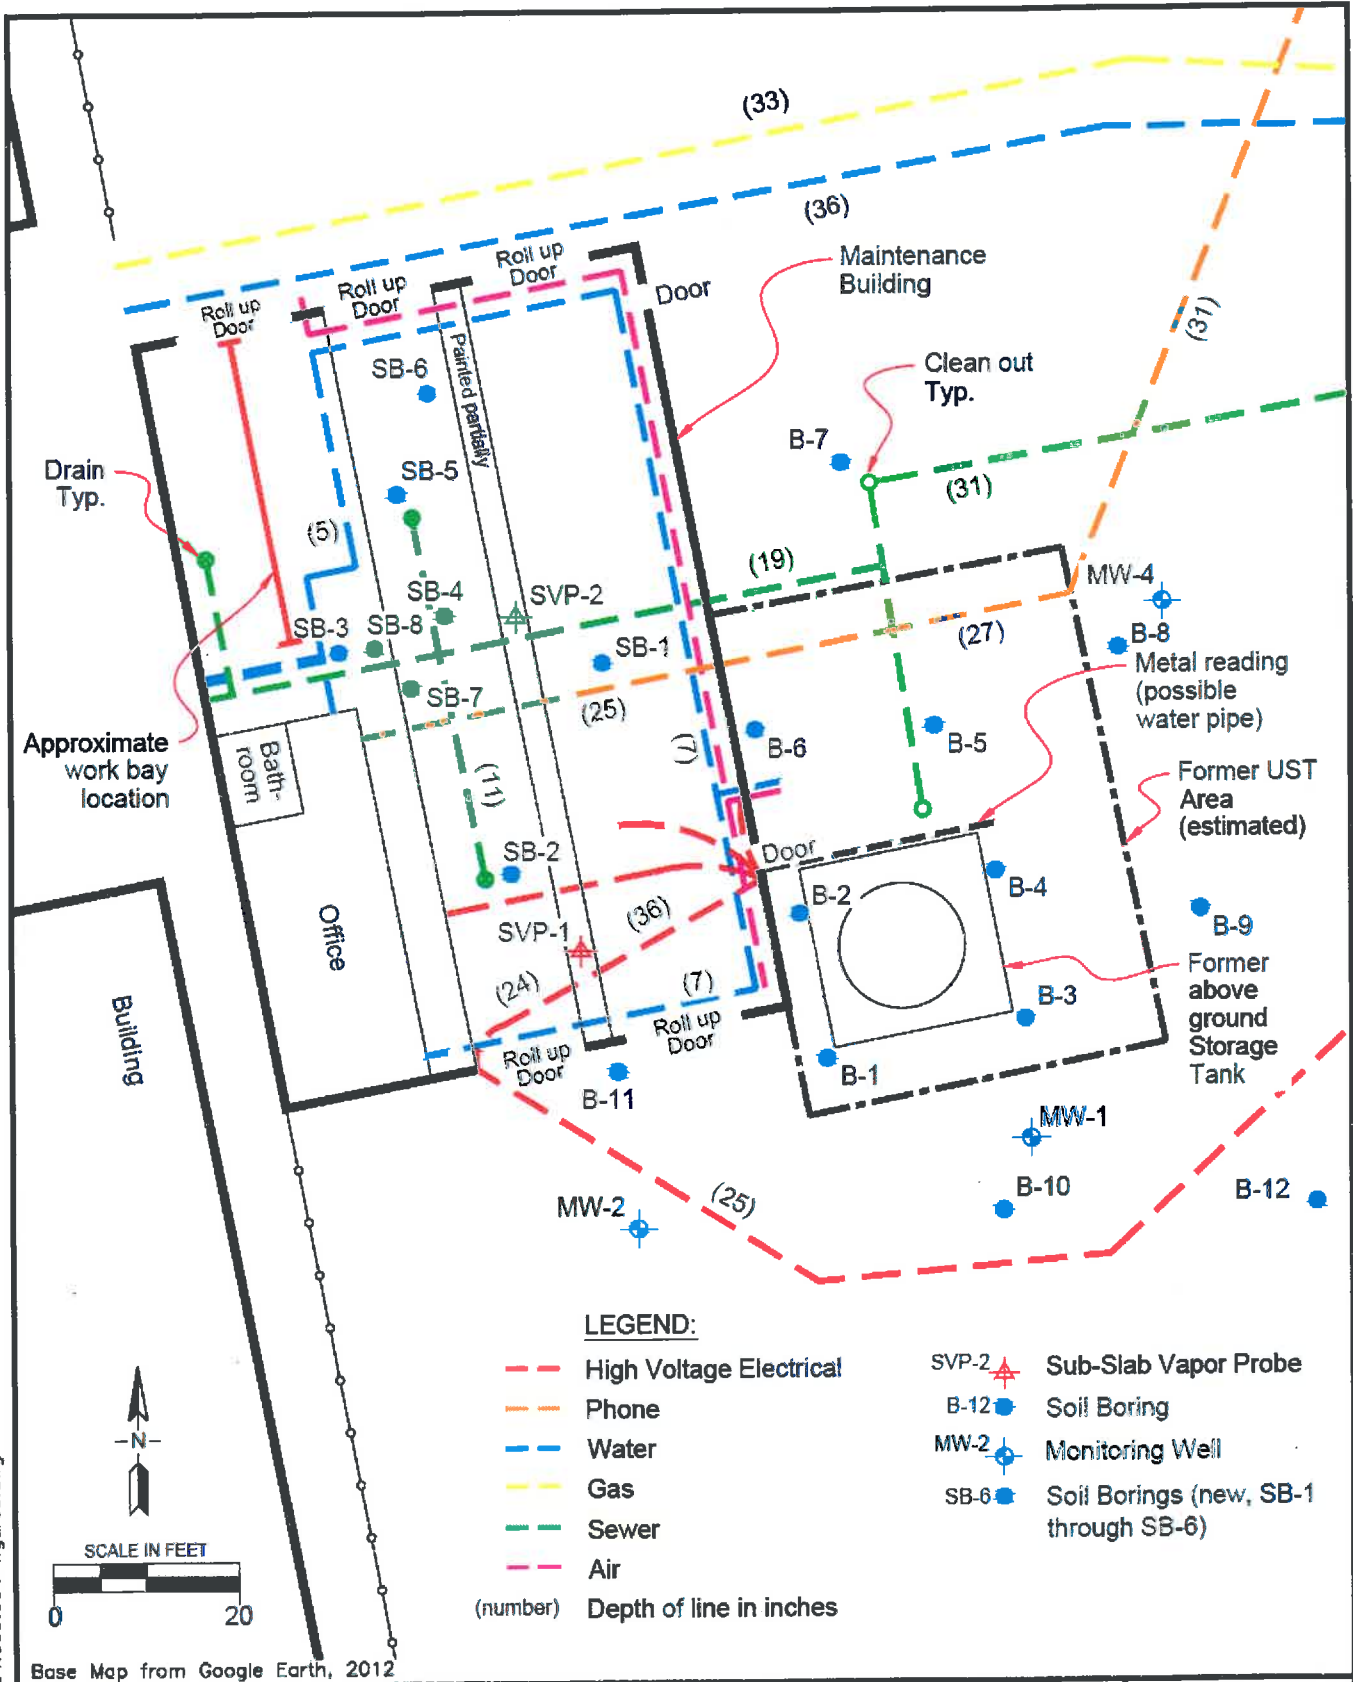 (33)
(36)
Roll up
Door
Roll up
Door
Roll up
Door
Door
Maintenance
Building
(31)
Painted partially
SB-6
Clean out
Typ.
B-7
Drain
Typ.
SB-5
(31)
(5)
(19)
MW-4
SB-4
SVP-2
SB-3
SB-8
SB-1
(27)
B-8
Metal reading
(possible
water pipe)
SB-7
(25)
(7)
B-6
B-5
Approximate
work bay
location
Bath-
room
(11)
Former UST
Area
(estimated)
SB-2
Door
B-2
B-4
Office
(36)
SVP-1
B-9
(24)
(7)
Former
above
ground
Storage
Tank
B-3
Building
Roll up
Door
Roll up
Door
B-1
B-11
MW-1
B-10
B-12
(25)
MW-2
LEGEND:
High Voltage Electrical
Phone
Water
Gas
Sewer
Air
(number) Depth of line in inches
SVP-2 Sub-Slab Vapor Probe
B-12 Soil Boring
MW-2 Monitoring Well
SB-6 Soil Borings (new, SB-1
through SB-6)
N
SCALE IN FEET
0 20
Base Map from Google Earth, 2012